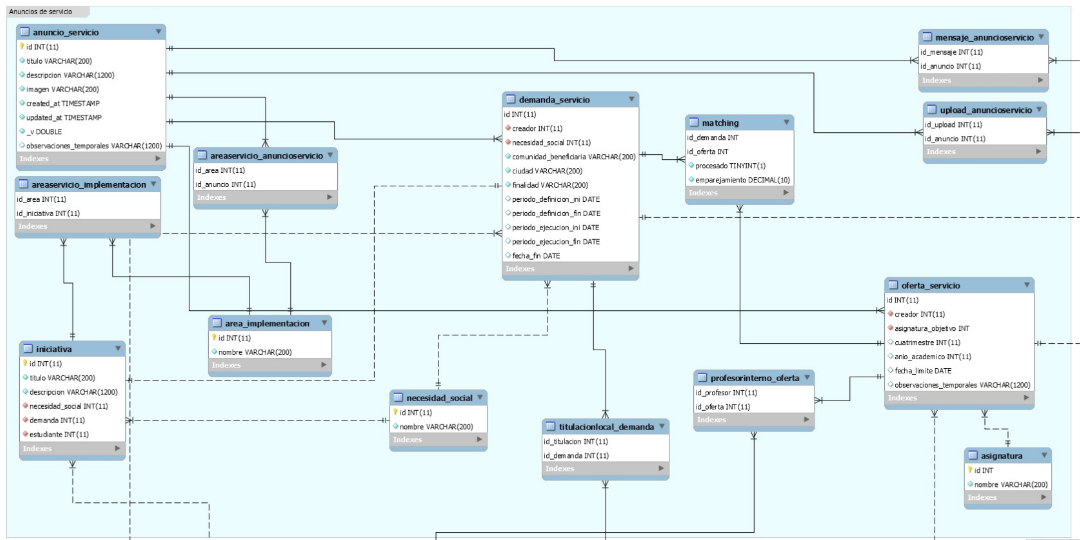 Anuncios de servicio
anuncio_servicio
id INT(11)
titulo VARCHAR(200)
descripcion VARCHAR(1200)
imagen VARCHAR(200)
created_at TIMESTAMP
updated_at TIMESTAMP
_v DOUBLE
observaciones_temporales VARCHAR(1200)
Indexes
mensaje_anuncioservicio
id_mensaje INT(11)
id_anuncio INT(11)
Indexes
demanda_servicio
id INT(11)
creador INT(11)
necesidad_social INT(11)
comunidad_beneficiaria VARCHAR(200)
ciudad VARCHAR(200)
finalidad VARCHAR(200)
periodo_definicion_ini DATE
periodo_definicion_fin DATE
periodo_ejecucion_ini DATE
periodo_ejecucion_fin DATE
fecha_fin DATE
Indexes
upload_anuncioservicio
id_upload INT(11)
id_anuncio INT(11)
Indexes
matching
id_demanda INT
id_oferta INT
procesado TINYINT(1)
emparejamiento DECIMAL(10)
Indexes
areaservicio_anuncioservicio
id_area INT(11)
id_anuncio INT(11)
Indexes
areaservicio_implementacion
id_area INT(11)
id_iniciativa INT(11)
Indexes
oferta_servicio
id INT(11)
creador INT(11)
asignatura_objetivo INT
cuatrimestre INT(11)
anio_academico INT(11)
fecha_limite DATE
observaciones_temporales VARCHAR(1200)
Indexes
area_implementacion
id INT(11)
nombre VARCHAR(200)
Indexes
iniciativa
id INT(11)
titulo VARCHAR(200)
descripcion VARCHAR(1200)
necesidad_social INT(11)
demanda INT(11)
estudiante INT(11)
Indexes
profesorinterno_oferta
id_profesor INT(11)
id_oferta INT(11)
Indexes
necesidad_social
id INT(11)
nombre VARCHAR(200)
Indexes
titulacionlocal_demanda
id_titulacion INT(11)
id_demanda INT(11)
Indexes
asignatura
id INT
nombre VARCHAR(200)
Indexes